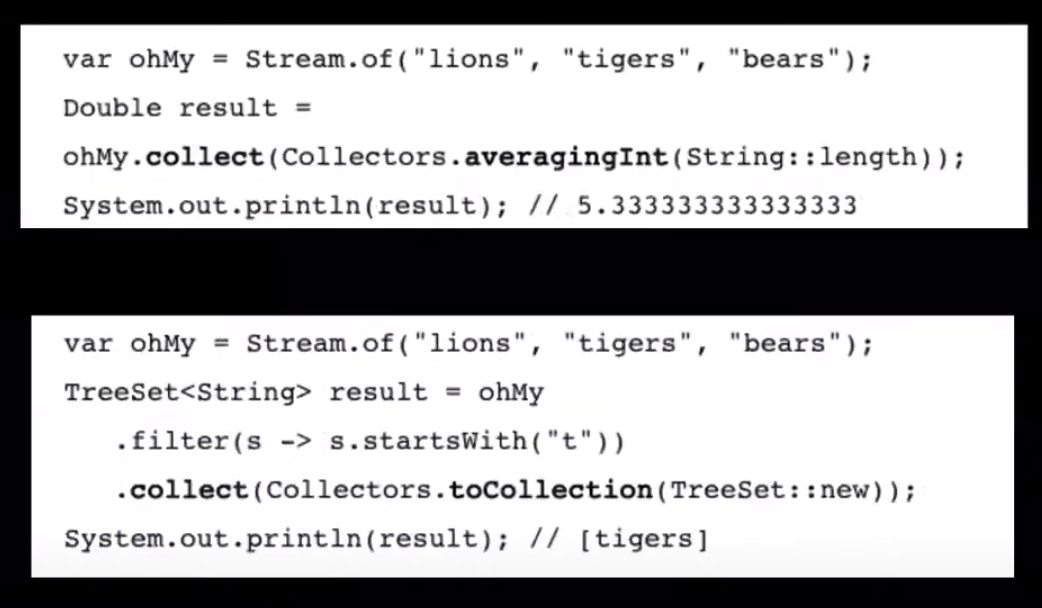 var ohMy = Stream.of("lions", "tigers", "bears");
Double result =
ohMy.collect(Collectors.averagingInt(String::length));
System.out.println(result); // 5.333333333333333
var ohMy = Stream.of("lions", "tigers", "bears");
TreeSet<String> result = ohMy
.filter(s -> s.startsWith("t"))
.collect(Collectors.toCollection(TreeSet::new));
System.out.println(result); // [tigers]